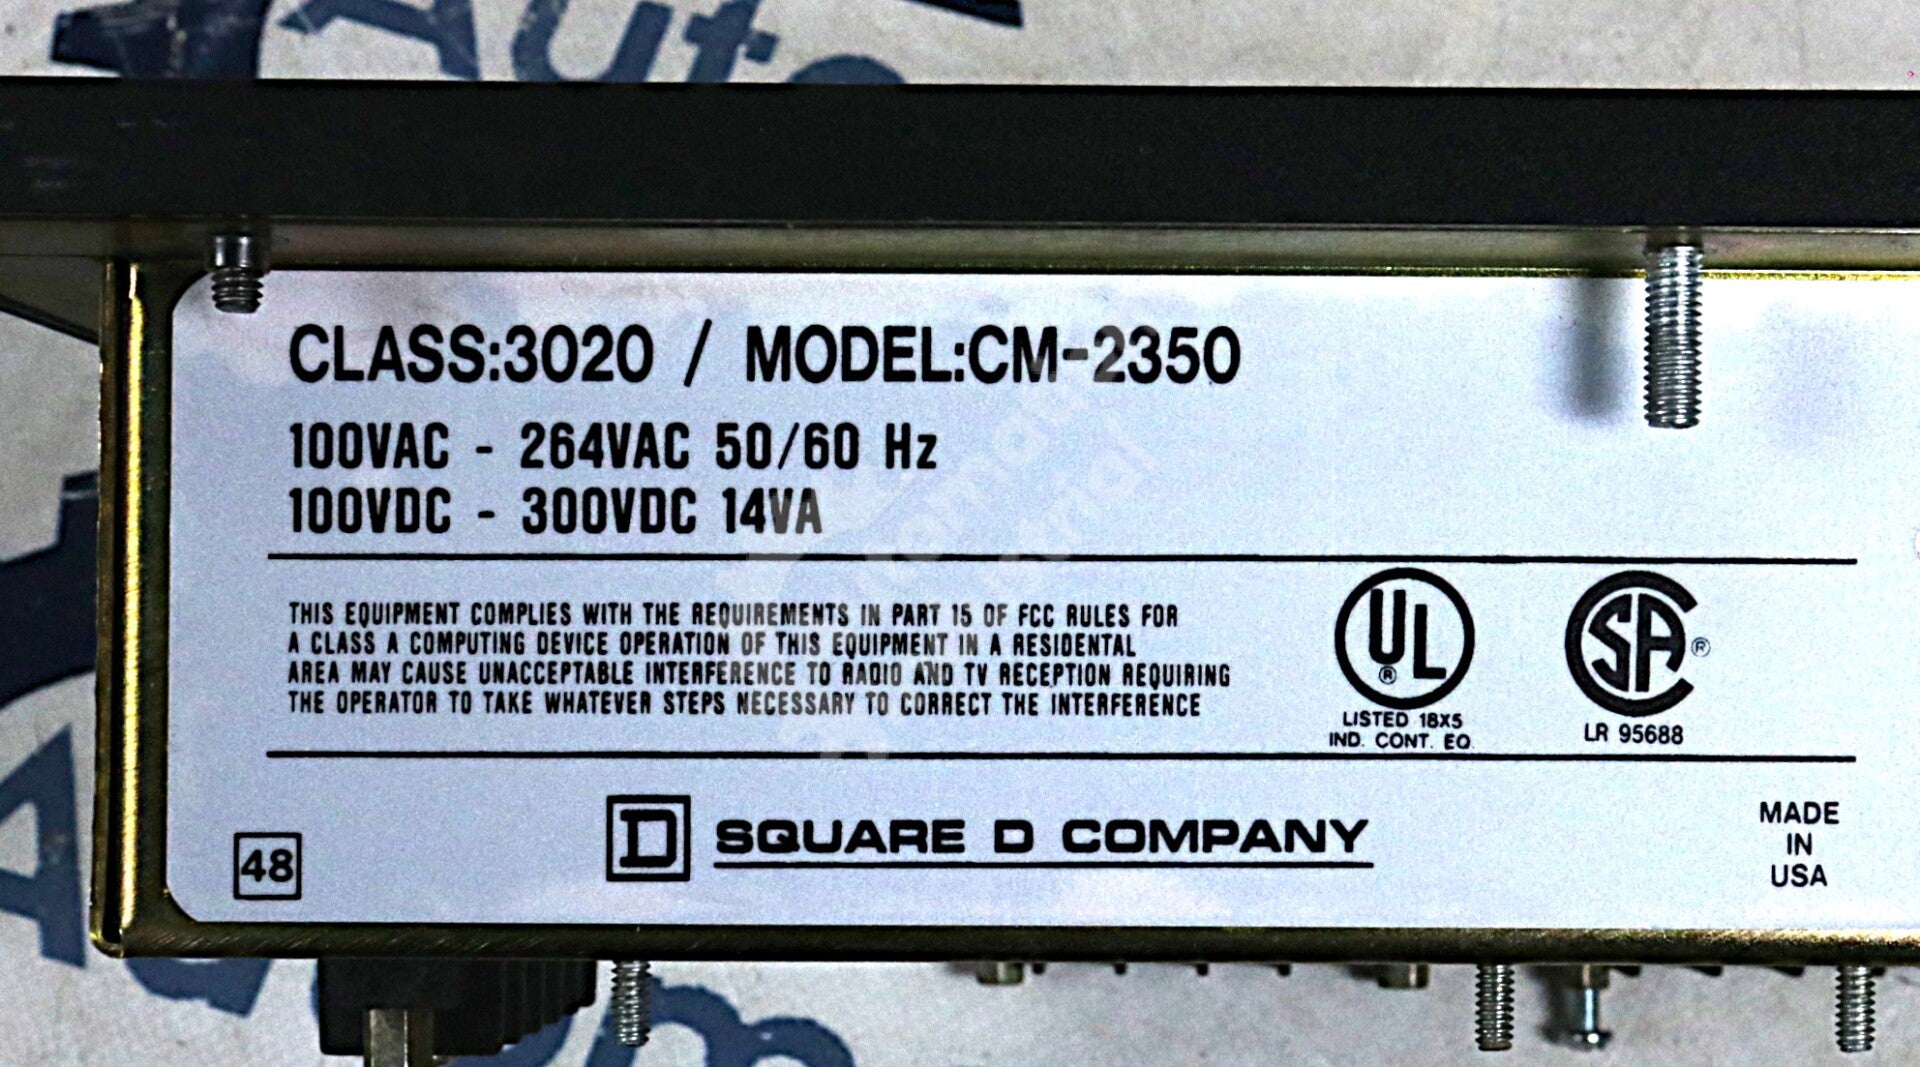 Auto
CLASS:3020 / MODEL:CM-2350
100VAC - 264VAC 50/60 Hz
100VDC - 300VDC 14VA
THIS EQUIPMENT COMPLIES WITH THE REQUIREMENTS IN PART 15 OF FCC RULES FOR
A CLASS A COMPUTING DEVICE OPERATION OF THIS EQUIPMENT IN A RESIDENTAL
AREA MAY CAUSE UNACCEPTABLE INTERFERENCE TO RADIO AND TV RECEPTION REQUIRING
THE OPERATOR TO TAKE WHATEVER STEPS NECESSARY TO CORRECT THE INTERFERENCE
UL ®
LISTED 18X5
IND. CONT. EQ.
SA ®
LR 95688
48
D SQUARE D COMPANY
MADE
IN
USA